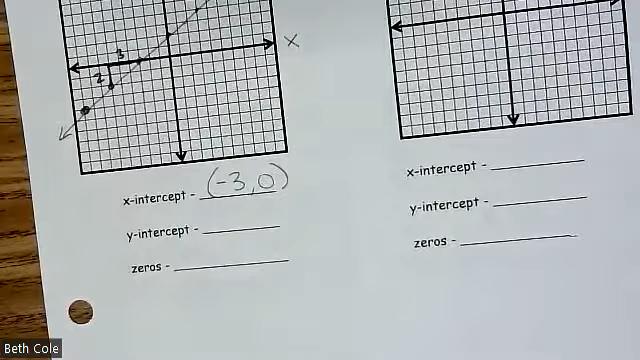 x
3
2
x-intercept - (-3,0)
y-intercept -
zeros -
x-intercept -
y-intercept -
zeros -
Beth Cole